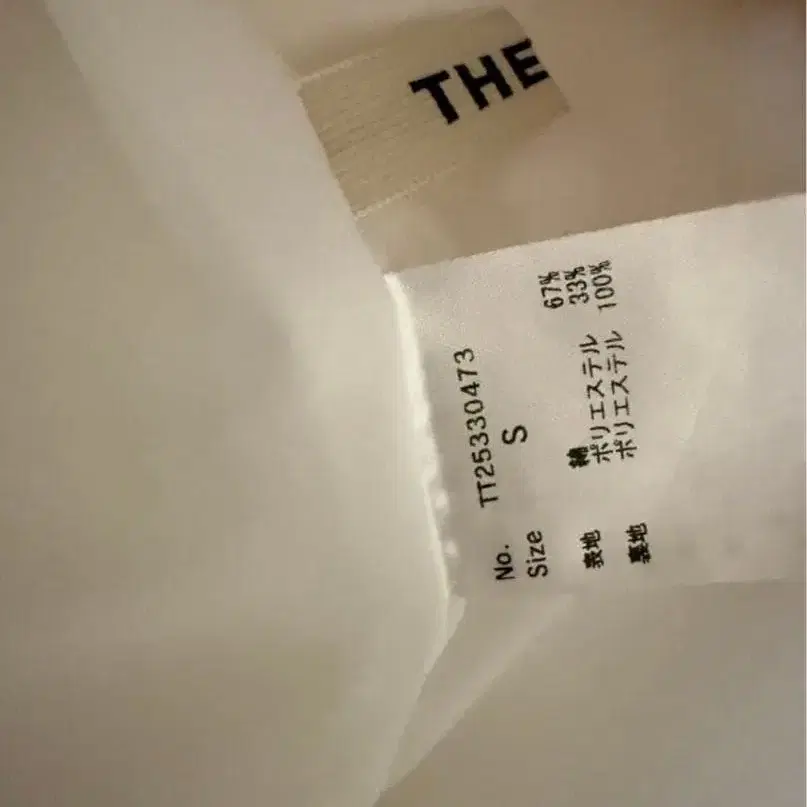 THE
No. TT25330473
Size S
表地 綿 67%
ポリエステル 33%
裏地 ポリエステル 100%